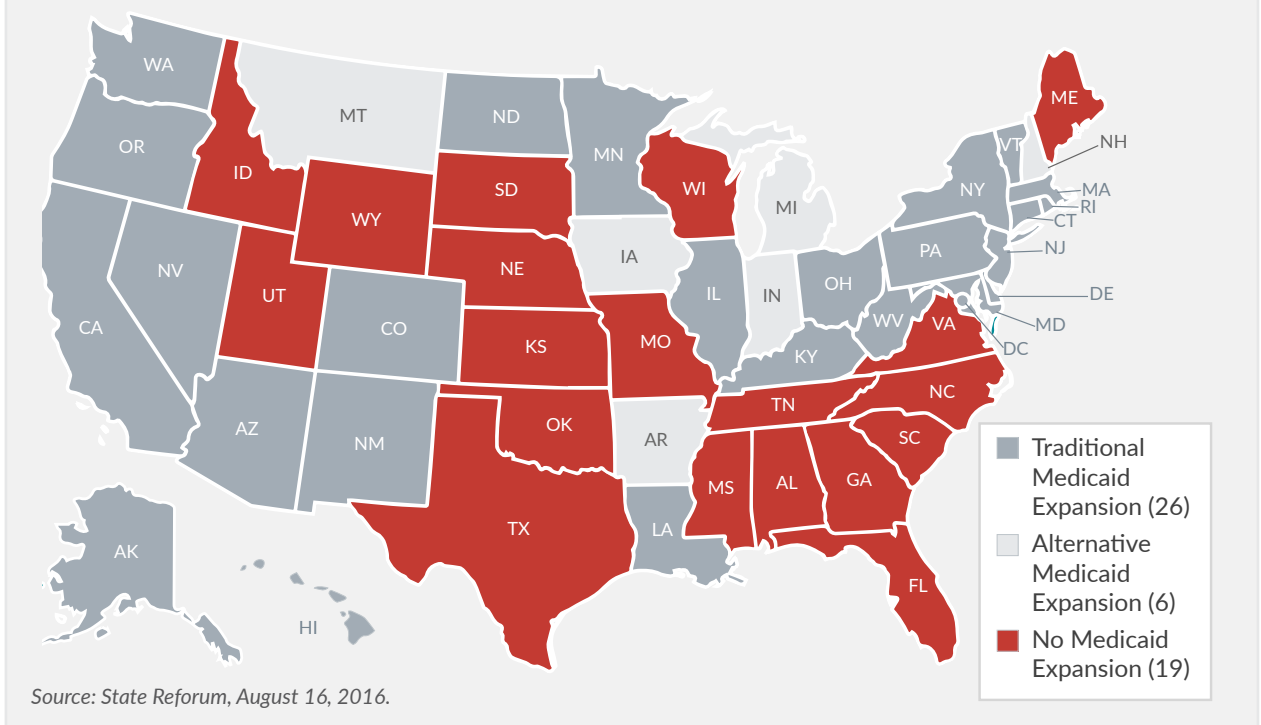 WA
MT
ND
ME
OR
MN
VT
NH
ID
SD
WI
NY
MA
RI
WY
MI
CT
PA
NJ
IA
NV
NE
OH
UT
IL
IN
DE
CA
CO
WV
VA
MD
KS
MO
KY
DC
TN
NC
OK
AZ
NM
AR
SC
MS
AL
GA
TX
LA
AK
FL
HI
Traditional
Medicaid
Expansion (26)
Alternative
Medicaid
Expansion (6)
No Medicaid
Expansion (19)
Source: State Reforum, August 16, 2016.